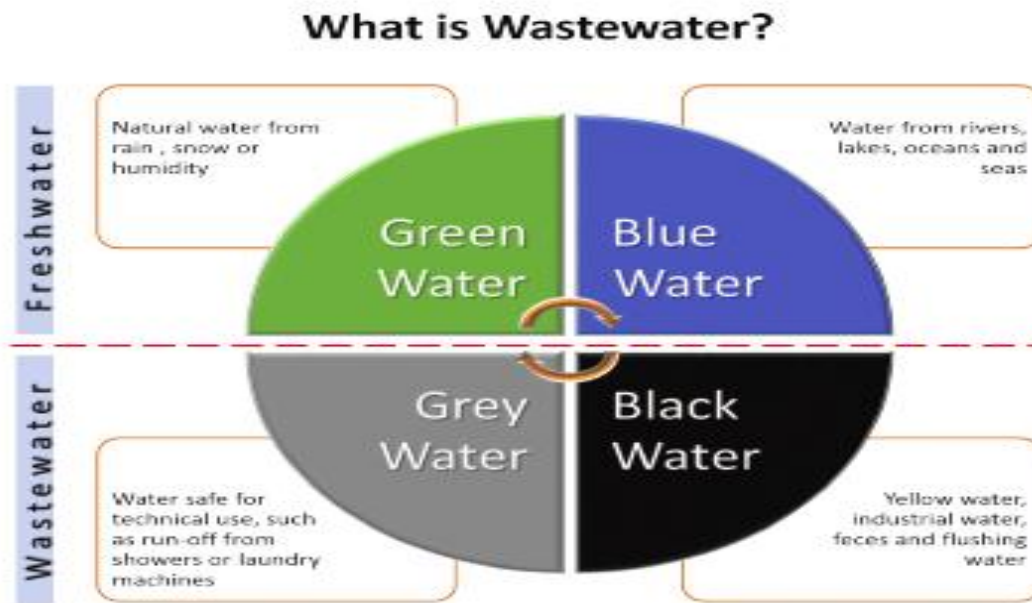 What is Wastewater?
Freshwater
Natural water from
rain , snow or
humidity
Green
Water
Blue
Water
Water from rivers,
lakes, oceans and
seas
Wastewater
Water safe for
technical use, such
as run-off from
showers or laundry
machines
Grey
Water
Black
Water
Yellow water,
industrial water,
feces and flushing
water